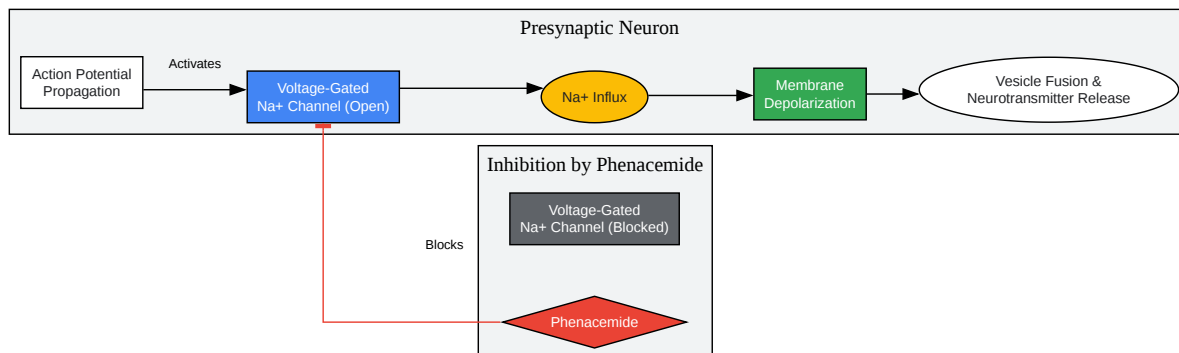 Presynaptic Neuron
Action Potential
Propagation
Activates
Voltage-Gated
Na+ Channel (Open)
Na+ Influx
Membrane
Depolarization
Vesicle Fusion &
Neurotransmitter Release
Inhibition by Phenacemide
Voltage-Gated
Na+ Channel (Blocked)
Blocks
Phenacemide